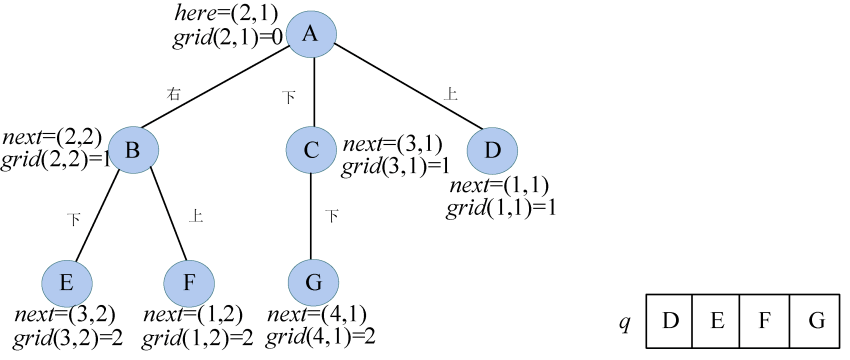 here=(2,1)
grid(2,1)=0
A
右
下
上
next=(2,2)
grid(2,2)=1
B
C
next=(3,1)
grid(3,1)=1
D
next=(1,1)
grid(1,1)=1
下
上
下
E
F
G
next=(3,2)
grid(3,2)=2
next=(1,2)
grid(1,2)=2
next=(4,1)
grid(4,1)=2
q D E F G